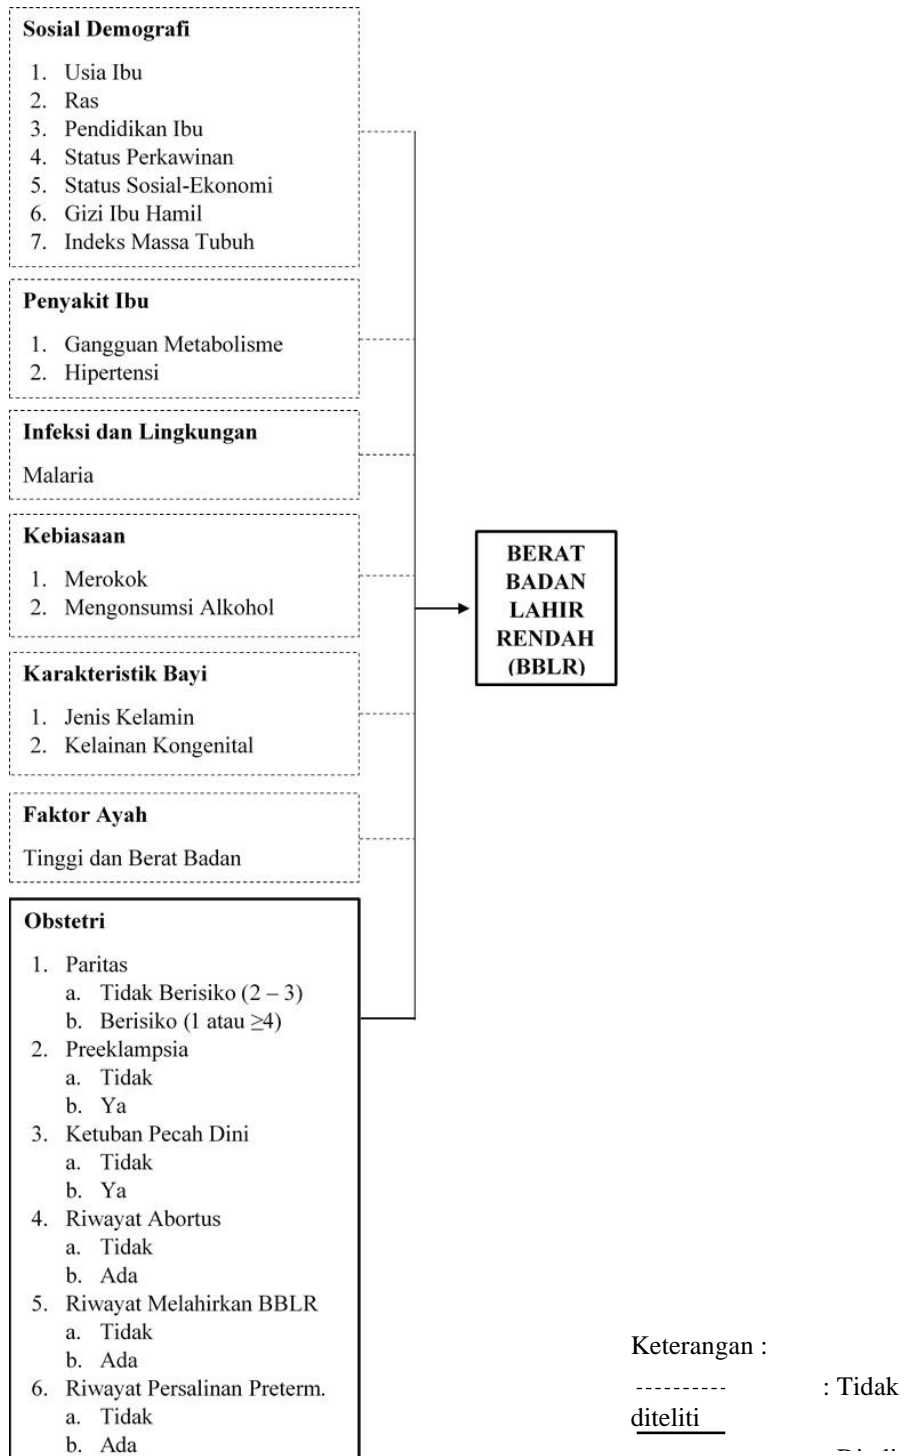 Sosial Demografi
1. Usia Ibu
2. Ras
3. Pendidikan Ibu
4. Status Perkawinan
5. Status Sosial-Ekonomi
6. Gizi Ibu Hamil
7. Indeks Massa Tubuh
Penyakit Ibu
1. Gangguan Metabolisme
2. Hipertensi
Infeksi dan Lingkungan
Malaria
Kebiasaan
1. Merokok
2. Mengonsumsi Alkohol
Karakteristik Bayi
1. Jenis Kelamin
2. Kelainan Kongenital
Faktor Ayah
Tinggi dan Berat Badan
Obstetri
1. Paritas
a. Tidak Berisiko (2 – 3)
b. Berisiko (1 atau ≥4)
2. Preeklampsia
a. Tidak
b. Ya
3. Ketuban Pecah Dini
a. Tidak
b. Ya
4. Riwayat Abortus
a. Tidak
b. Ada
5. Riwayat Melahirkan BBLR
a. Tidak
b. Ada
6. Riwayat Persalinan Preterm.
a. Tidak
b. Ada
BERAT
BADAN
LAHIR
RENDAH
(BBLR)
Keterangan :
: Tidak
diteliti